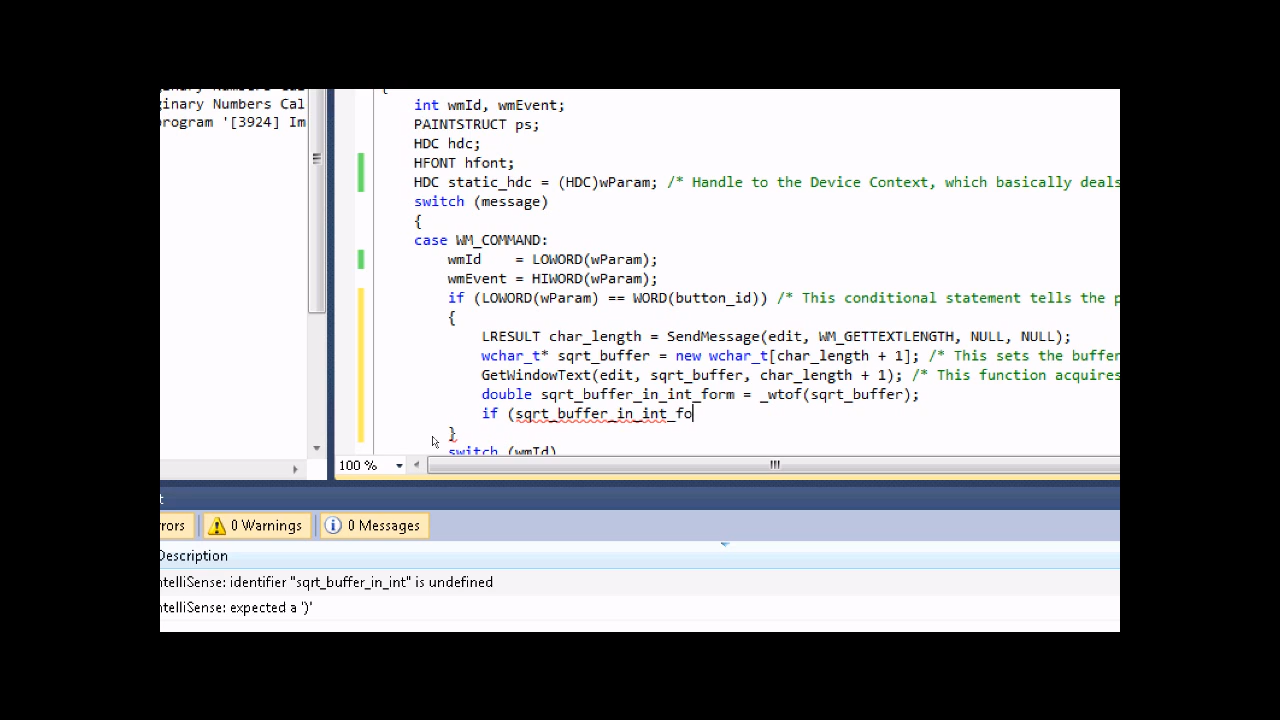 ginary Numbers Cal
program '[3924] Im
{
int wmId, wmEvent;
PAINTSTRUCT ps;
HDC hdc;
HFONT hfont;
HDC static_hdc = (HDC)wParam; /* Handle to the Device Context, which basically deals
switch (message)
{
case WM_COMMAND:
wmId    = LOWORD(wParam);
wmEvent = HIWORD(wParam);
if (LOWORD(wParam) == WORD(button_id)) /* This conditional statement tells the p
{
LRESULT char_length = SendMessage(edit, WM_GETTEXTLENGTH, NULL, NULL);
wchar_t* sqrt_buffer = new wchar_t[char_length + 1]; /* This sets the buffer
GetWindowText(edit, sqrt_buffer, char_length + 1); /* This function acquires
double sqrt_buffer_in_int_form = _wtof(sqrt_buffer);
if (sqrt_buffer_in_int_fo
}
switch (wmId)
100 %
t
rrors
0 Warnings
0 Messages
Description
ntelliSense: identifier "sqrt_buffer_in_int" is undefined
ntelliSense: expected a ')'